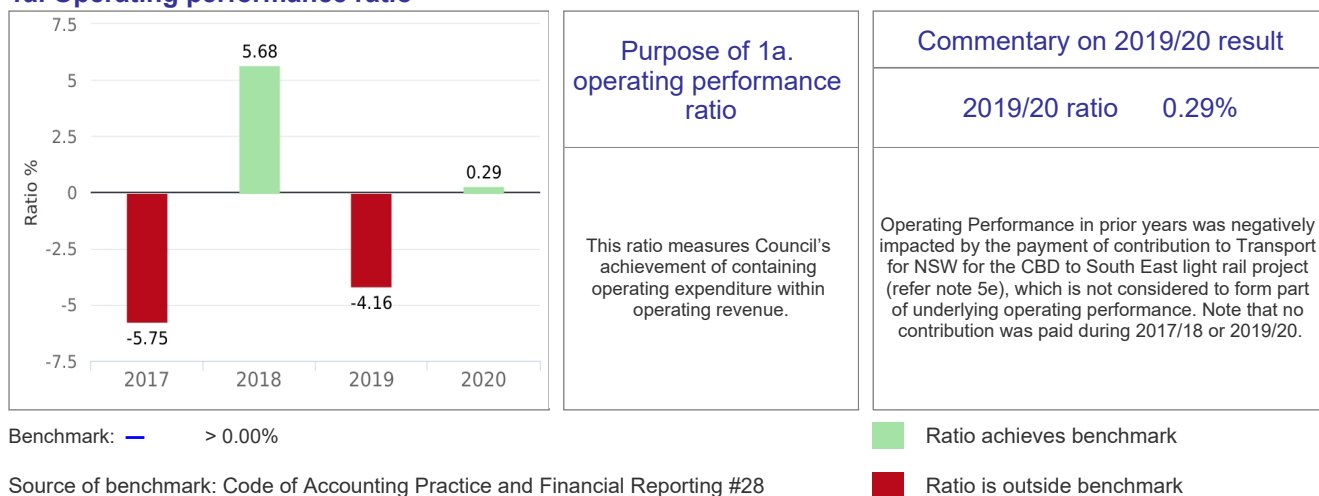 1a. Operating performance ratio
7.5
5
2.5
0
-2.5
-5
-7.5
Ratio %
-5.75
5.68
-4.16
0.29
2017
2018
2019
2020
Purpose of 1a.
operating performance
ratio
This ratio measures Council’s
achievement of containing
operating expenditure within
operating revenue.
Commentary on 2019/20 result
2019/20 ratio 0.29%
Operating Performance in prior years was negatively
impacted by the payment of contribution to Transport
for NSW for the CBD to South East light rail project
(refer note 5e), which is not considered to form part
of underlying operating performance. Note that no
contribution was paid during 2017/18 or 2019/20.
Benchmark: > 0.00%
Source of benchmark: Code of Accounting Practice and Financial Reporting #28
Ratio achieves benchmark
Ratio is outside benchmark